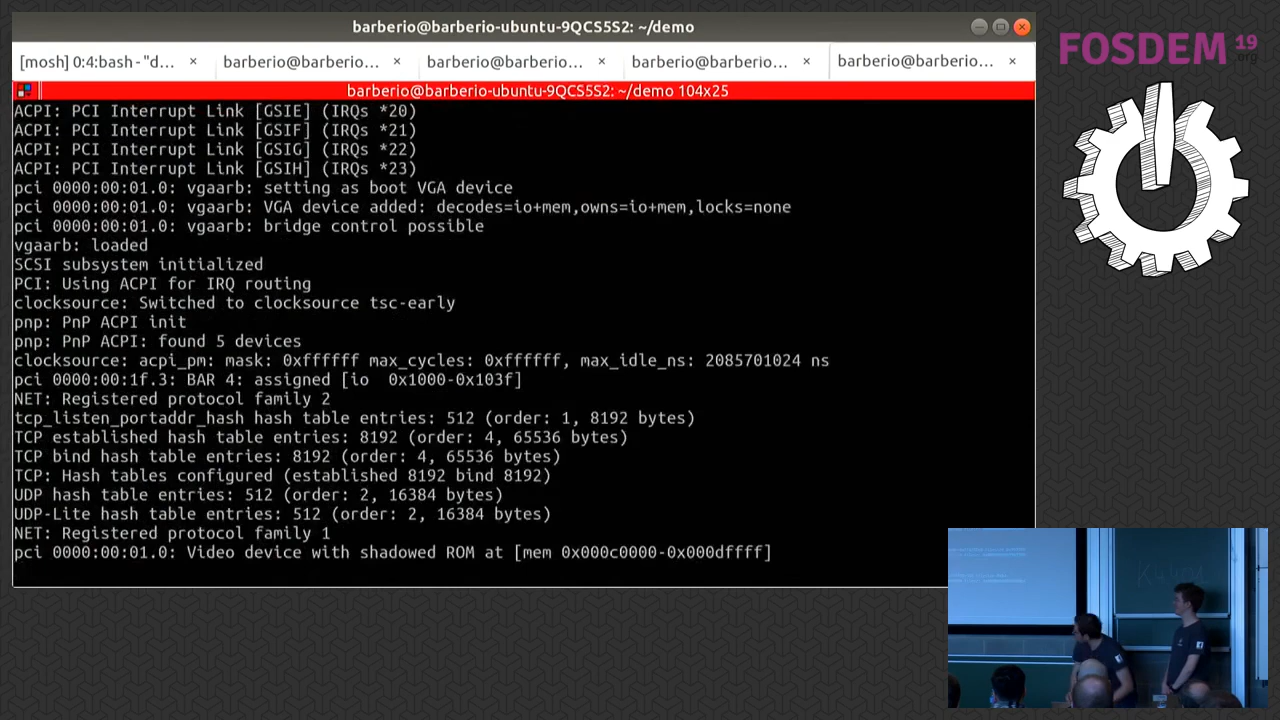 barberio@barberio-ubuntu-9QCS5S2: ~/demo
[mosh] 0:4:bash - "d... × barberio@barberio... × barberio@barberio... × barberio@barberio... × barberio@barberio... ×
barberio@barberio-ubuntu-9QCS5S2: ~/demo 104x25
ACPI: PCI Interrupt Link [GSIE] (IRQs *20)
ACPI: PCI Interrupt Link [GSIF] (IRQs *21)
ACPI: PCI Interrupt Link [GSIG] (IRQs *22)
ACPI: PCI Interrupt Link [GSIH] (IRQs *23)
pci 0000:00:01.0: vgaarb: setting as boot VGA device
pci 0000:00:01.0: vgaarb: VGA device added: decodes=io+mem,owns=io+mem,locks=none
pci 0000:00:01.0: vgaarb: bridge control possible
vgaarb: loaded
SCSI subsystem initialized
PCI: Using ACPI for IRQ routing
clocksource: Switched to clocksource tsc-early
pnp: PnP ACPI init
pnp: PnP ACPI: found 5 devices
clocksource: acpi_pm: mask: 0xffffff max_cycles: 0xffffff, max_idle_ns: 2085701024 ns
pci 0000:00:1f.3: BAR 4: assigned [io  0x1000-0x103f]
NET: Registered protocol family 2
tcp_listen_portaddr_hash hash table entries: 512 (order: 1, 8192 bytes)
TCP established hash table entries: 8192 (order: 4, 65536 bytes)
TCP bind hash table entries: 8192 (order: 4, 65536 bytes)
TCP: Hash tables configured (established 8192 bind 8192)
UDP hash table entries: 512 (order: 2, 16384 bytes)
UDP-Lite hash table entries: 512 (order: 2, 16384 bytes)
NET: Registered protocol family 1
pci 0000:00:01.0: Video device with shadowed ROM at [mem 0x000c0000-0x000dffff]
FOSDEM 19
.org